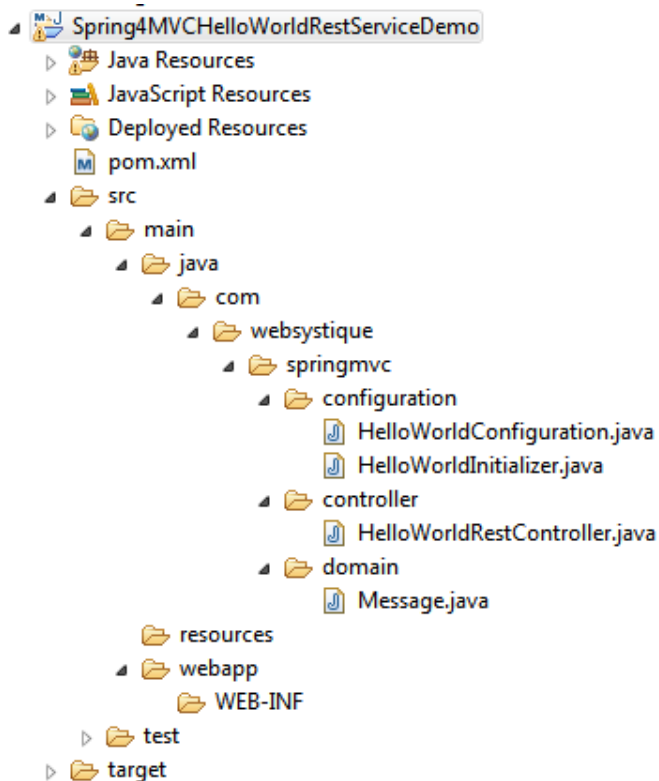 Spring4MVCHelloWorldRestServiceDemo
Java Resources
JavaScript Resources
Deployed Resources
pom.xml
src
main
java
com
websystique
springmvc
configuration
HelloWorldConfiguration.java
HelloWorldInitializer.java
controller
HelloWorldRestController.java
domain
Message.java
resources
webapp
WEB-INF
test
target